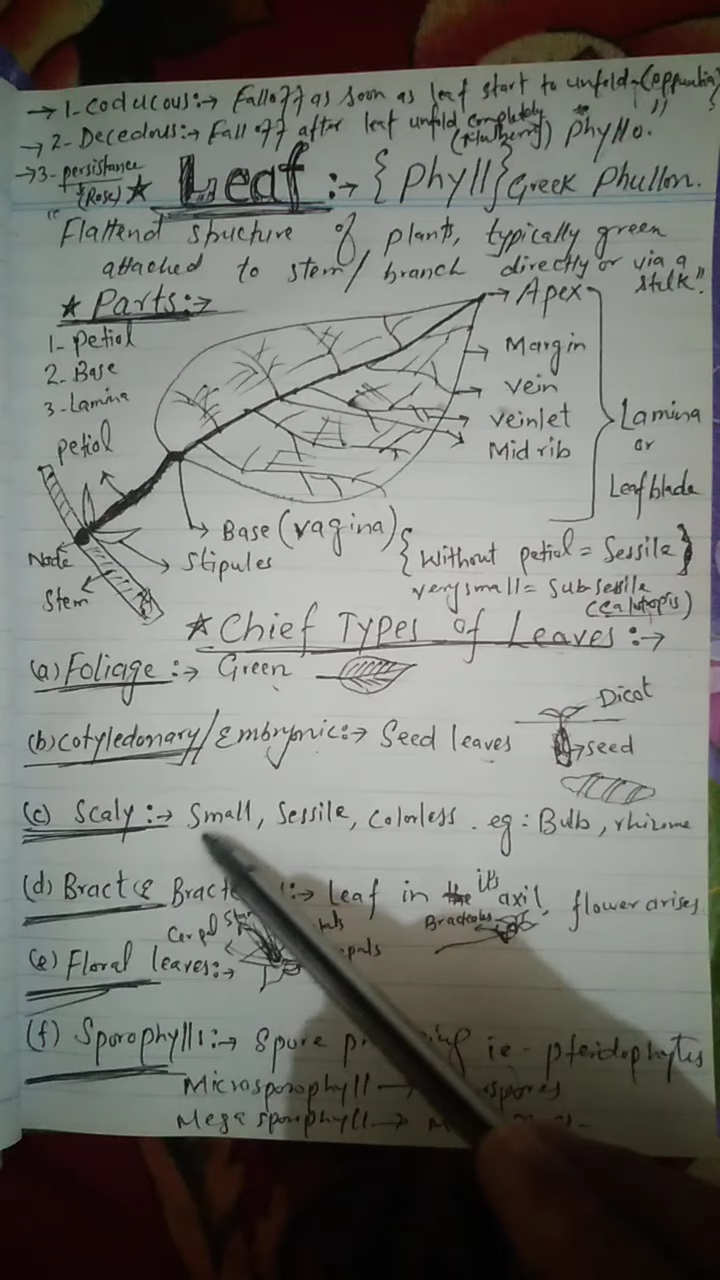 → 1- Coducous:→ Fall off as soon as leaf start to unfold-(oppuntia)
→ 2- Decedous:→ Fall off after leaf unfold completely
→ 3- persistance
(Rose)
"phyllo."
★ Leaf :→ {phyll} Greek Phullon.
"Flattend structure of plants, typically green
attached to stem/branch directly or via a stalk."
★ Parts:→
1- Petiol
2- Base
3- Lamina
Apex
Margin
vein
veinlet
Mid rib
Lamina
or
Leaf blade
petiol
Node
Stem
Base (vagina)
Stipules
{Without petiol = Sessile}
very small = Sub sessile
★ Chief Types of Leaves :→
(a) Foliage :→ Green
(b) Cotyledonary/Embryonic:→ Seed leaves
Dicot
seed
(c) Scaly :→ Small, Sessile, Colorless. eg: Bulb, rhizome
(d) Bract & :→ Leaf in its axil, flower arises.
(e) Floral leaves:→
Carpal
(f) Sporophylls:→ Spore ie- pteridophytes
Microsporophyll →
Mega sporophyll →